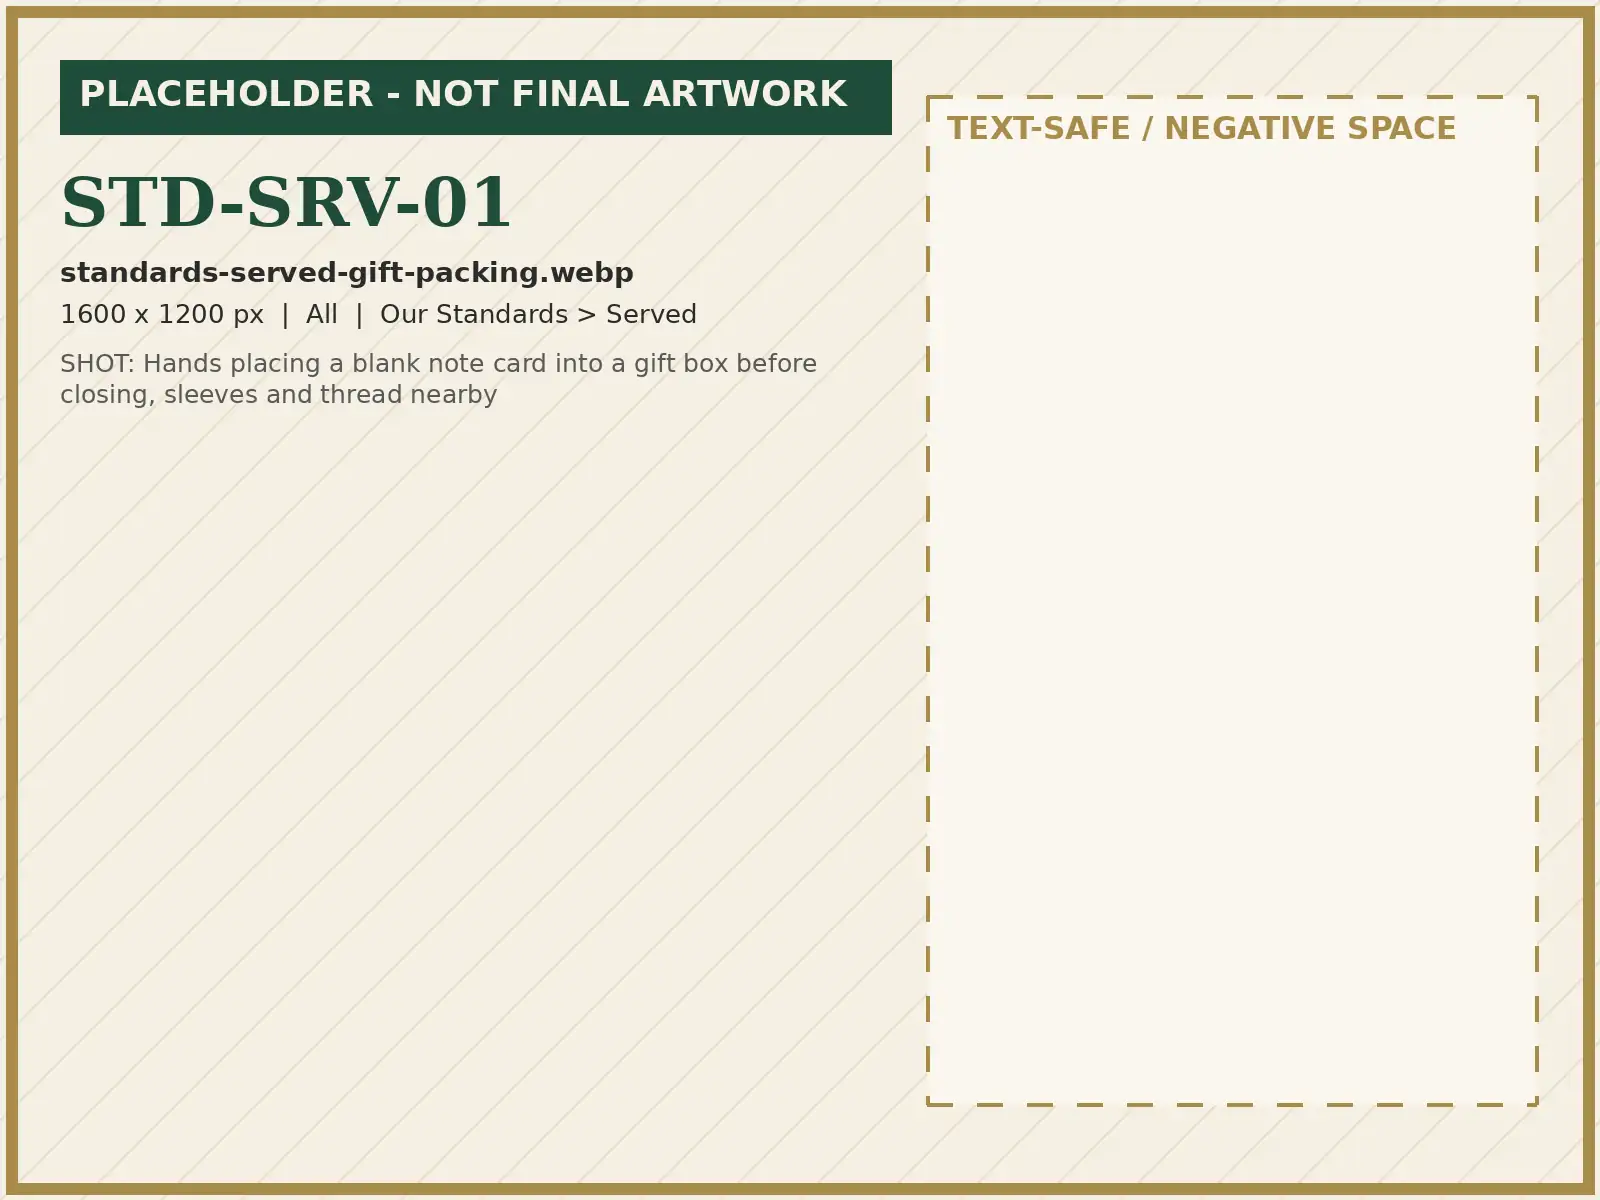 PLACEHOLDER - NOT FINAL ARTWORK
STD-SRV-01
standards-served-gift-packing.webp
1600 x 1200 px | All | Our Standards > Served
SHOT: Hands placing a blank note card into a gift box before
closing, sleeves and thread nearby
TEXT-SAFE / NEGATIVE SPACE